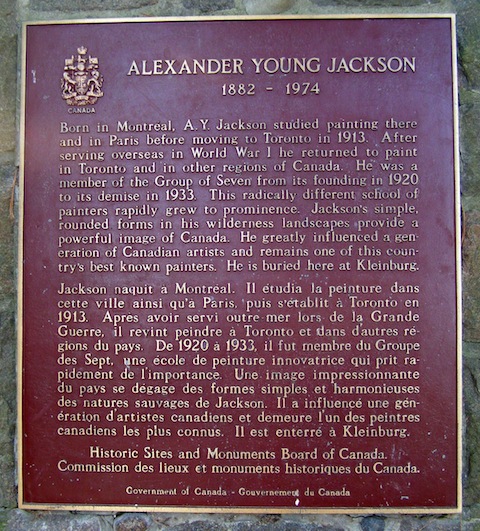 CANADA
ALEXANDER YOUNG JACKSON
1882 - 1974
Born in Montréal, A.Y. Jackson studied painting there
and in Paris before moving to Toronto in 1913. After
serving overseas in World War I he returned to paint
in Toronto and in other regions of Canada. He was a
member of the Group of Seven from its founding in 1920
to its demise in 1933. This radically different school of
painters rapidly grew to prominence. Jackson's simple,
rounded forms in his wilderness landscapes provide a
powerful image of Canada. He greatly influenced a gen-
eration of Canadian artists and remains one of this coun-
try's best known painters. He is buried here at Kleinburg.
Jackson naquit à Montréal. Il étudia la peinture dans
cette ville ainsi qu'à Paris, puis s'établit à Toronto en
1913. Après avoir servi outre-mer lors de la Grande
Guerre, il revint peindre à Toronto et dans d'autres ré-
gions du pays. De 1920 à 1933, il fut membre du Groupe
des Sept, une école de peinture innovatrice qui prit ra-
pidement de l'importance. Une image impressionnante
du pays se dégage des formes simples et harmonieuses
des natures sauvages de Jackson. Il a influencé une gén-
ération d'artistes canadiens et demeure l'un des peintres
canadiens les plus connus. Il est enterré à Kleinburg.
Historic Sites and Monuments Board of Canada.
Commission des lieux et monuments historiques du Canada.
Government of Canada - Gouvernement du Canada